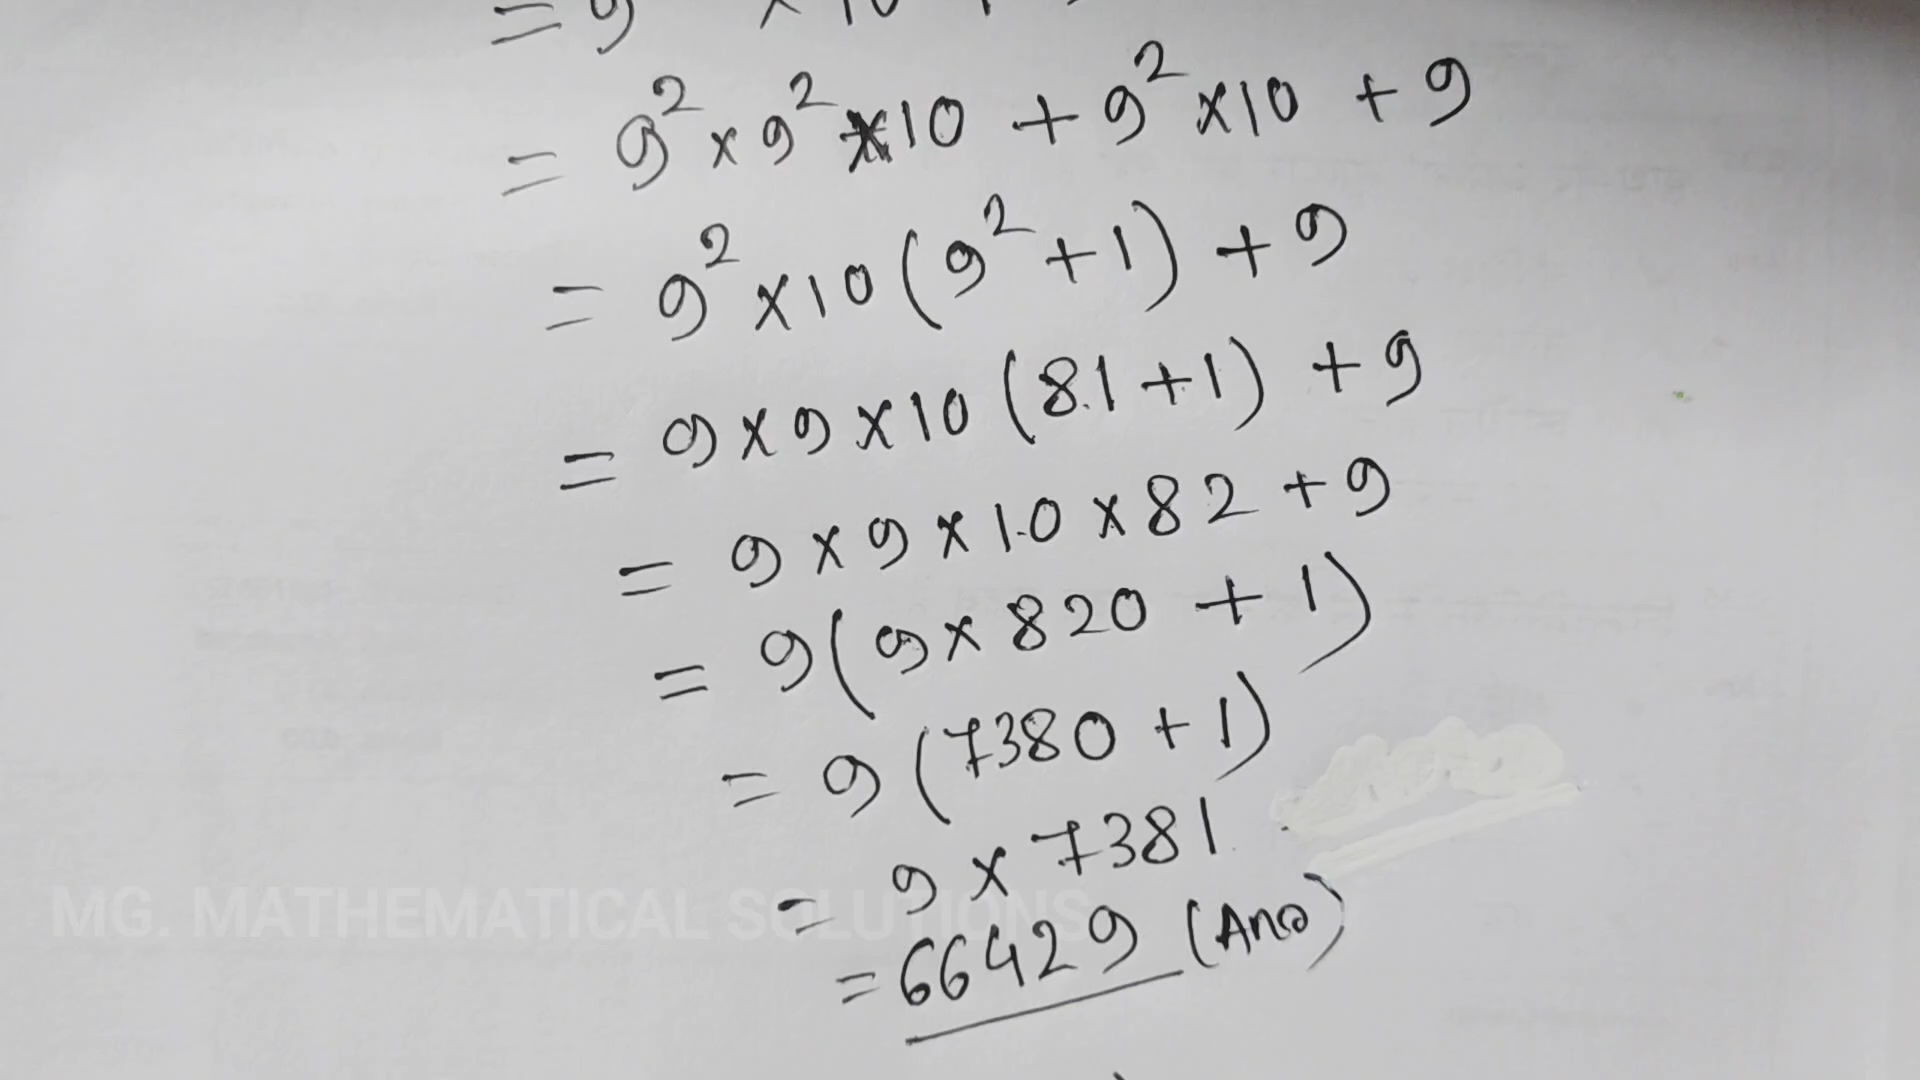 = 9² × 9² × 10 + 9² × 10 + 9
= 9² × 10 (9² + 1) + 9
= 9 × 9 × 10 (81 + 1) + 9
= 9 × 9 × 10 × 82 + 9
= 9 (9 × 820 + 1)
= 9 (7380 + 1)
= 9 × 7381
= 66429 (Ans)
MG. MATHEMATICAL SOLUTIONS